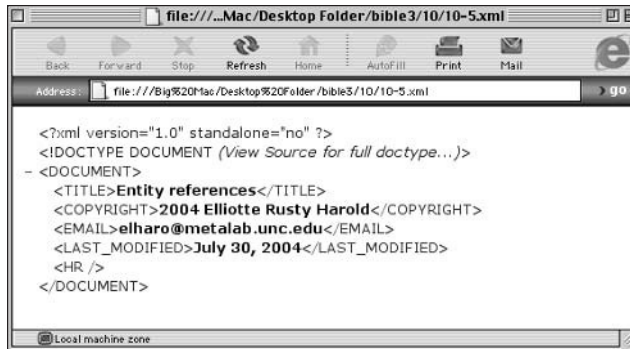 file:///...Mac/Desktop Folder/bible3/10/10-5.xml
Back Forward Stop Refresh Home AutoFill Print Mail
Address: file:///Big%20Mac/Desktop%20Folder/bible3/10/10-5.xml go
<?xml version="1.0" standalone="no" ?>
<!DOCTYPE DOCUMENT (View Source for full doctype...)>
- <DOCUMENT>
<TITLE>Entity references</TITLE>
<COPYRIGHT>2004 Elliotte Rusty Harold</COPYRIGHT>
<EMAIL>elharo@metalab.unc.edu</EMAIL>
<LAST_MODIFIED>July 30, 2004</LAST_MODIFIED>
<HR />
</DOCUMENT>
Local machine zone